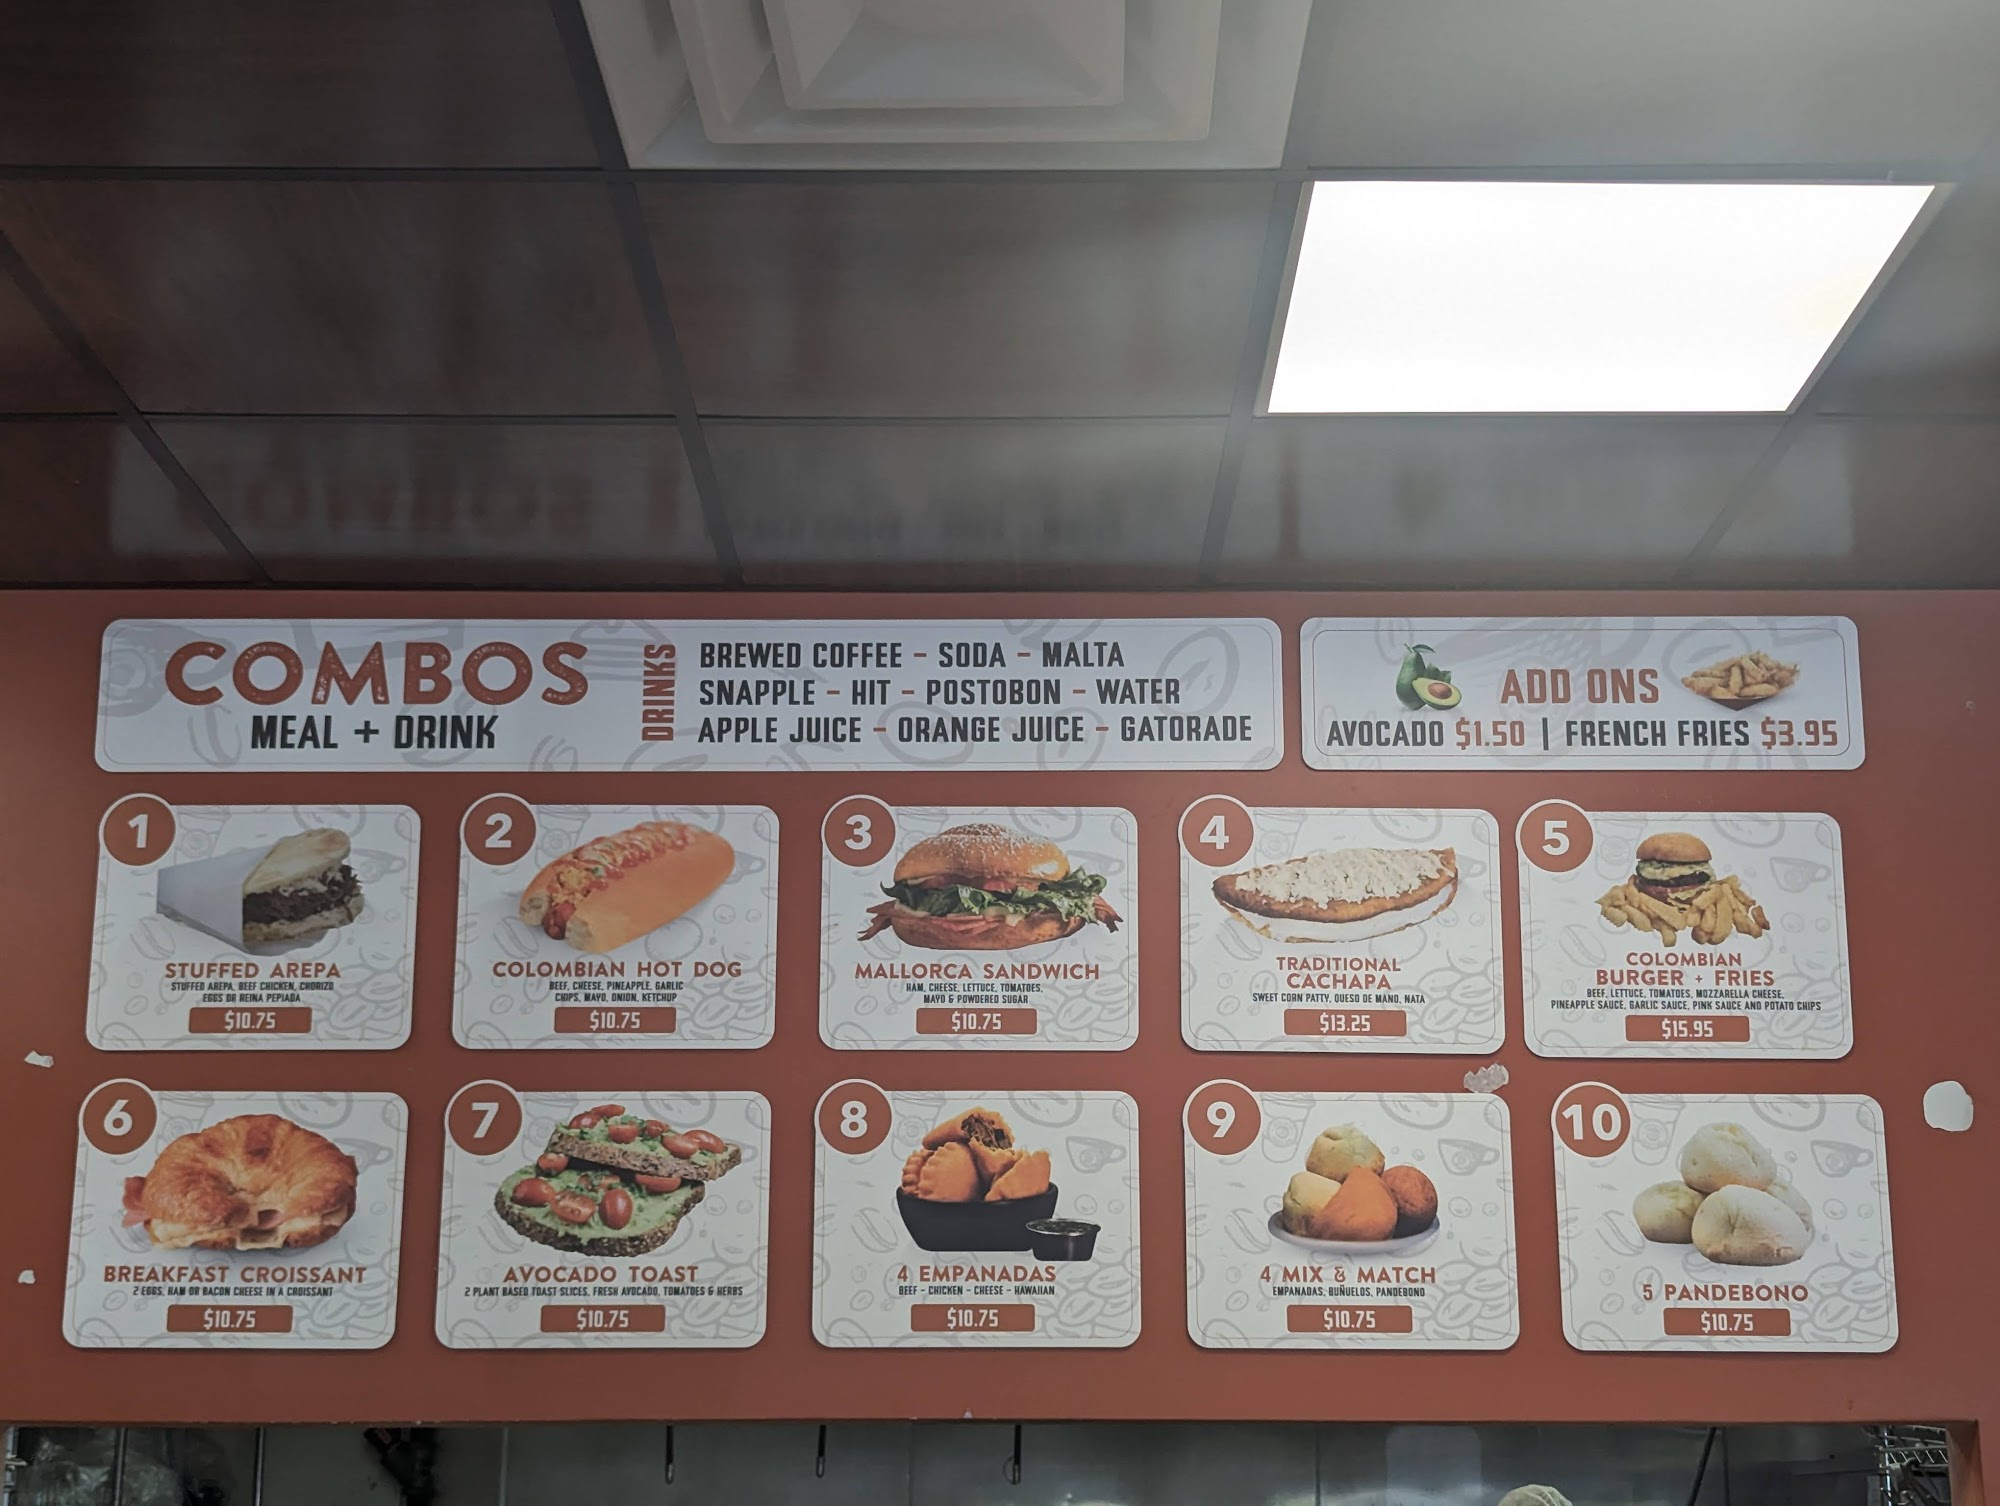 COMBOS
MEAL + DRINK
DRINKS
BREWED COFFEE - SODA - MALTA
SNAPPLE - HIT - POSTOBON - WATER
APPLE JUICE - ORANGE JUICE - GATORADE
ADD ONS
AVOCADO $1.50 | FRENCH FRIES $3.95
1
STUFFED AREPA
STUFFED AREPA, BEEF CHICKEN, CHORIZO
EGGS OR REINA PEPIADA
$10.75
2
COLOMBIAN HOT DOG
BEEF, CHEESE, PINEAPPLE, GARLIC
CHIPS, MAYO, ONION, KETCHUP
$10.75
3
MALLORCA SANDWICH
HAM, CHEESE, LETTUCE, TOMATOES,
MAYO & POWDERED SUGAR
$10.75
4
TRADITIONAL
CACHAPA
SWEET CORN PATTY, QUESO DE MANO, NATA
$13.25
5
COLOMBIAN
BURGER + FRIES
BEEF, LETTUCE, TOMATOES, MOZZARELLA CHEESE,
PINEAPPLE SAUCE, GARLIC SAUCE, PINK SAUCE AND POTATO CHIPS
$15.95
6
BREAKFAST CROISSANT
2 EGGS, HAM OR BACON CHEESE IN A CROISSANT
$10.75
7
AVOCADO TOAST
2 PLANT BASED TOAST SLICES, FRESH AVOCADO, TOMATOES & HERBS
$10.75
8
4 EMPANADAS
BEEF - CHICKEN - CHEESE - HAWAIIAN
$10.75
9
4 MIX & MATCH
EMPANADAS, BUÑUELOS, PANDEBONO
$10.75
10
5 PANDEBONO
$10.75